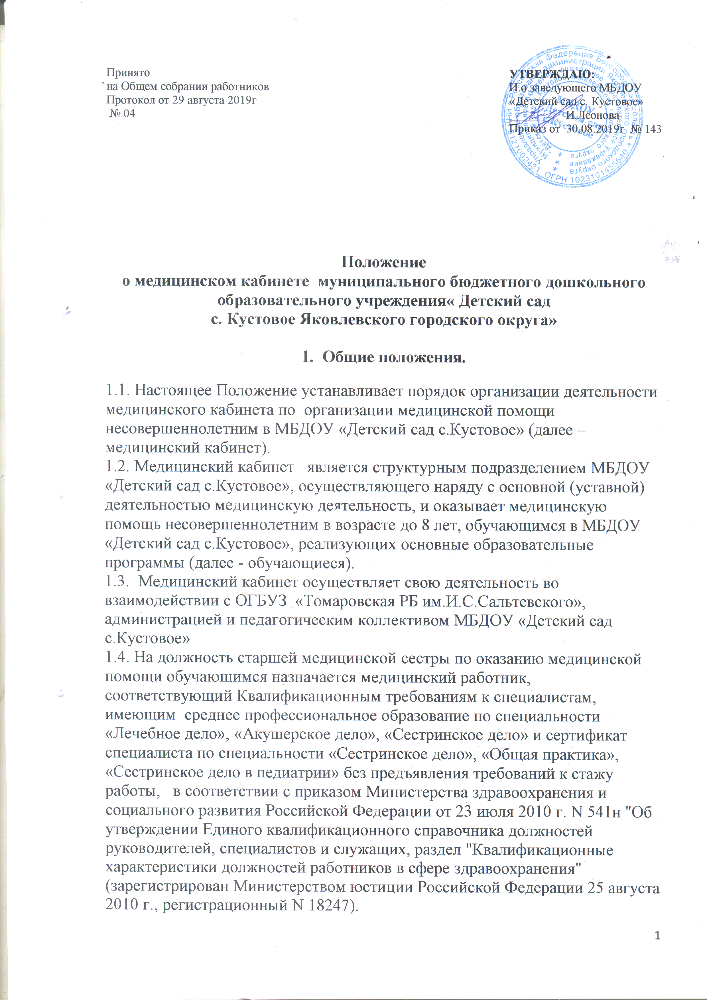 Принято
на Общем собрании работников
Протокол от 29 августа 2019г
№ 04
УТВЕРЖДАЮ:
И.о.заведующего МБДОУ
«Детский сад с. Кустовое»
__________ И.Леонова
Приказ от 30.08.2019г № 143
Положение
о медицинском кабинете муниципального бюджетного дошкольного
образовательного учреждения« Детский сад
с. Кустовое Яковлевского городского округа»
1. Общие положения.
1.1. Настоящее Положение устанавливает порядок организации деятельности
медицинского кабинета по организации медицинской помощи
несовершеннолетним в МБДОУ «Детский сад с.Кустовое» (далее –
медицинский кабинет).
1.2. Медицинский кабинет является структурным подразделением МБДОУ
«Детский сад с.Кустовое», осуществляющего наряду с основной (уставной)
деятельностью медицинскую деятельность, и оказывает медицинскую
помощь несовершеннолетним в возрасте до 8 лет, обучающимся в МБДОУ
«Детский сад с.Кустовое», реализующих основные образовательные
программы (далее - обучающиеся).
1.3. Медицинский кабинет осуществляет свою деятельность во
взаимодействии с ОГБУЗ «Томаровская РБ им.И.С.Сальтевского»,
администрацией и педагогическим коллективом МБДОУ «Детский сад
с.Кустовое»
1.4. На должность старшей медицинской сестры по оказанию медицинской
помощи обучающимся назначается медицинский работник,
соответствующий Квалификационным требованиям к специалистам,
имеющим среднее профессиональное образование по специальности
«Лечебное дело», «Акушерское дело», «Сестринское дело» и сертификат
специалиста по специальности «Сестринское дело», «Общая практика»,
«Сестринское дело в педиатрии» без предъявления требований к стажу
работы, в соответствии с приказом Министерства здравоохранения и
социального развития Российской Федерации от 23 июля 2010 г. N 541н "Об
утверждении Единого квалификационного справочника должностей
руководителей, специалистов и служащих, раздел "Квалификационные
характеристики должностей работников в сфере здравоохранения"
(зарегистрирован Министерством юстиции Российской Федерации 25 августа
2010 г., регистрационный N 18247).
1
Российская Федерация Белгородская область
ОГРН 1023101455640
МБДОУ
Детский сад
с.Кустовое